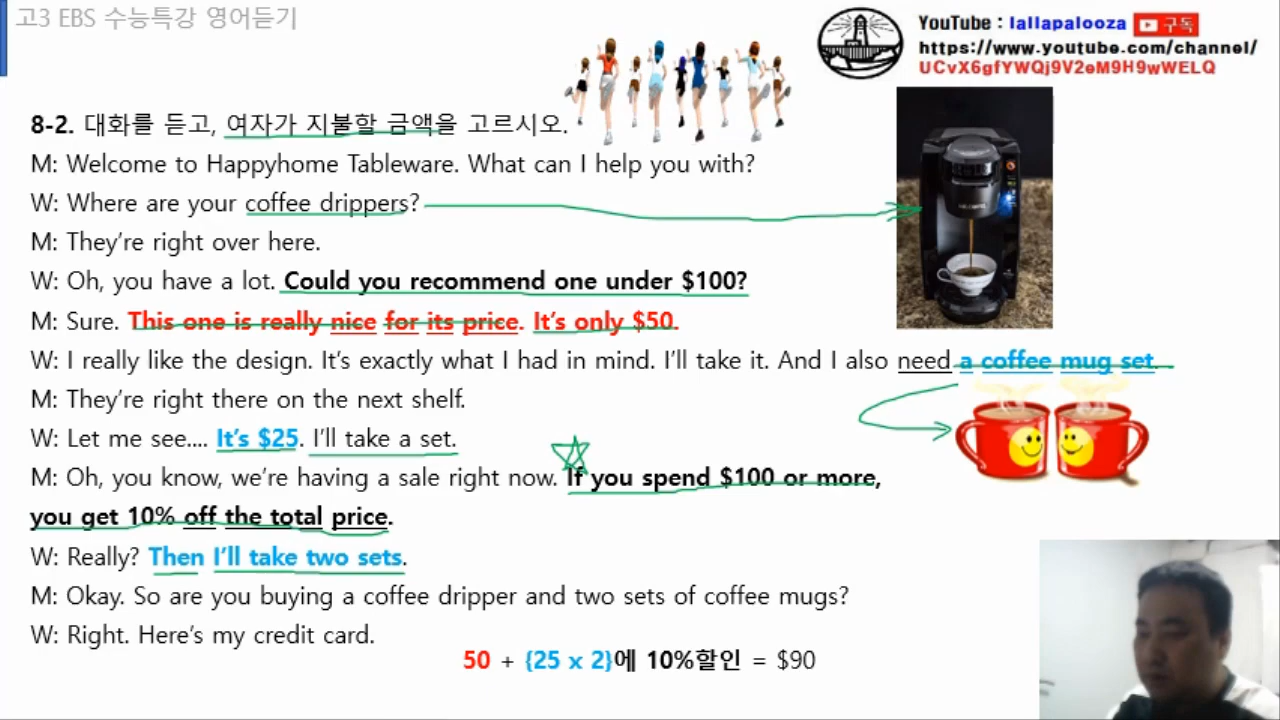 고3 EBS 수능특강 영어듣기
YouTube : lallapalooza 구독
https://www.youtube.com/channel/
UCvX6gfYWQj9V2eM9H9wWELQ
8-2. 대화를 듣고, 여자가 지불할 금액을 고르시오.
M: Welcome to Happyhome Tableware. What can I help you with?
W: Where are your coffee drippers?
M: They're right over here.
W: Oh, you have a lot. Could you recommend one under $100?
M: Sure. This one is really nice for its price. It's only $50.
W: I really like the design. It's exactly what I had in mind. I'll take it. And I also need a coffee mug set.
M: They're right there on the next shelf.
W: Let me see.... It's $25. I'll take a set.
M: Oh, you know, we're having a sale right now. If you spend $100 or more,
you get 10% off the total price.
W: Really? Then I'll take two sets.
M: Okay. So are you buying a coffee dripper and two sets of coffee mugs?
W: Right. Here's my credit card.
50 + {25 x 2}에 10%할인 = $90